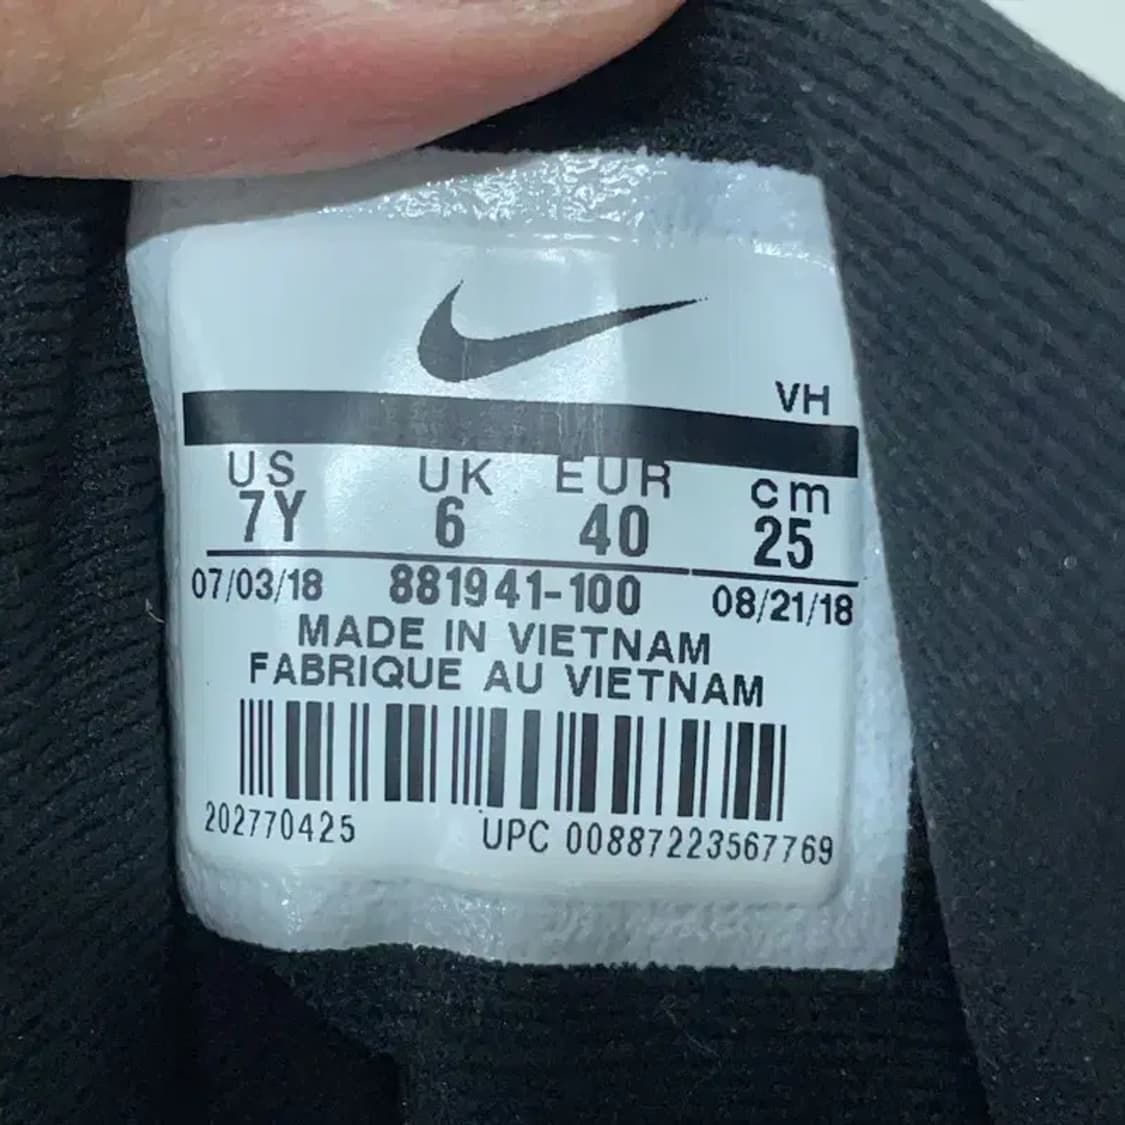 VH
US UK EUR cm
7Y 6 40 25
07/03/18 881941-100 08/21/18
MADE IN VIETNAM
FABRIQUE AU VIETNAM
202770425 UPC 00887223567769